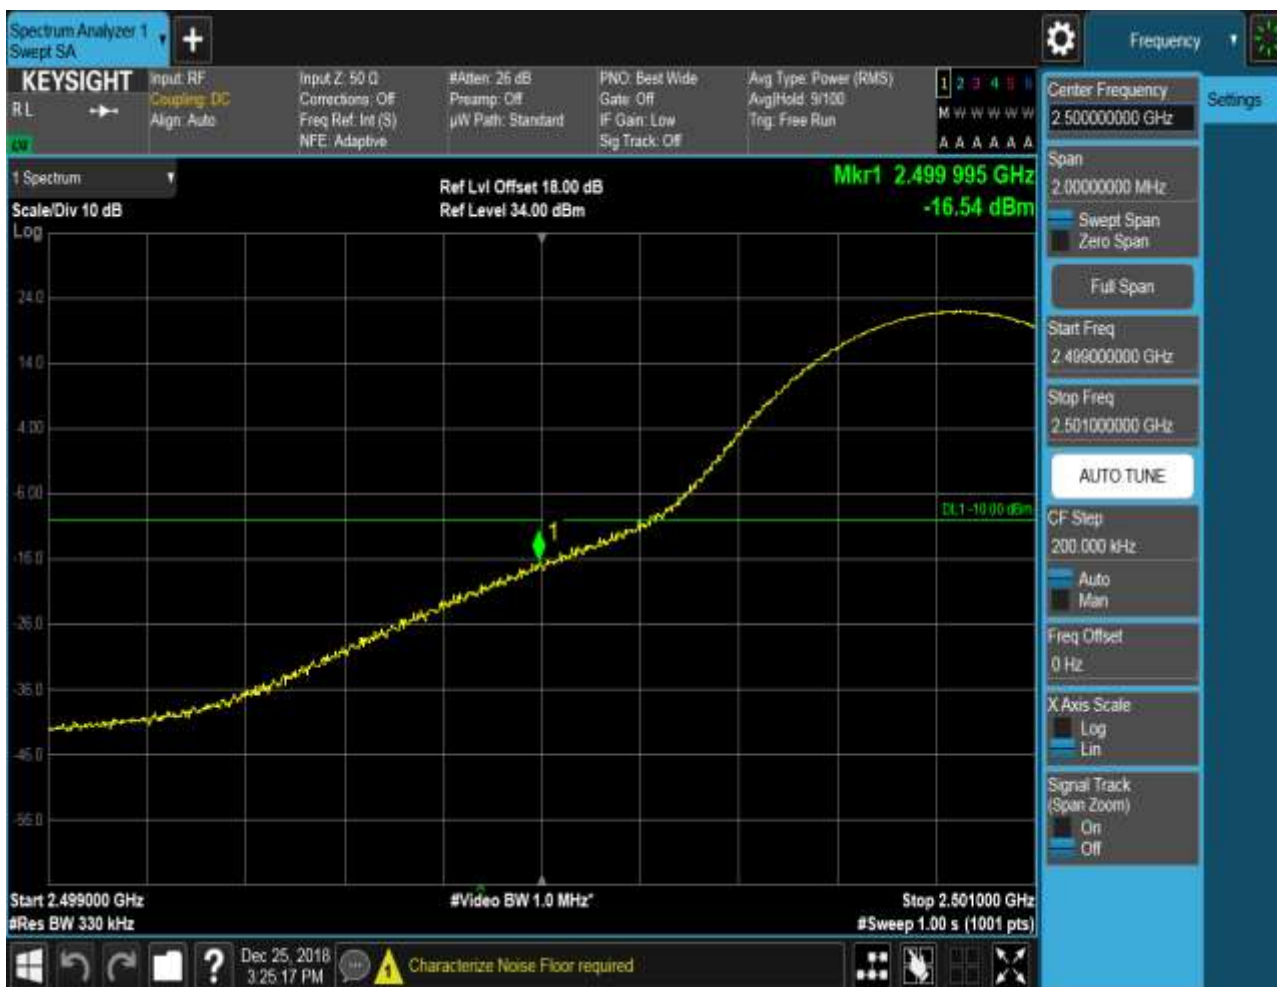 Spectrum Analyzer 1
Swept SA
+
Frequency
KEYSIGHT
R L
Input: RF
Coupling: DC
Align: Auto
Input Z: 50 Ω
Corrections: Off
Freq Ref: Int (S)
NFE: Adaptive
#Atten: 26 dB
Preamp: Off
µW Path: Standard
PNO: Best Wide
Gate: Off
IF Gain: Low
Sig Track: Off
Avg Type: Power (RMS)
Avg|Hold: 9/100
Trig: Free Run
1 2 3 4 5 6
M W W W W W
A A A A A A
1 Spectrum
Scale/Div 10 dB
Log
Ref Lvl Offset 18.00 dB
Ref Level 34.00 dBm
Mkr1 2.499 995 GHz
-16.54 dBm
24.0
14.0
4.00
-6.00
-16.0
-26.0
-36.0
-46.0
-56.0
DL1 -10.00 dBm
1
Start 2.499000 GHz
#Res BW 330 kHz
#Video BW 1.0 MHz*
Stop 2.501000 GHz
#Sweep 1.00 s (1001 pts)
Center Frequency
2.500000000 GHz
Settings
Span
2.00000000 MHz
Swept Span
Zero Span
Full Span
Start Freq
2.499000000 GHz
Stop Freq
2.501000000 GHz
AUTO TUNE
CF Step
200.000 kHz
Auto
Man
Freq Offset
0 Hz
X Axis Scale
Log
Lin
Signal Track
(Span Zoom)
On
Off
?
Dec 25, 2018
3:25:17 PM
1
Characterize Noise Floor required